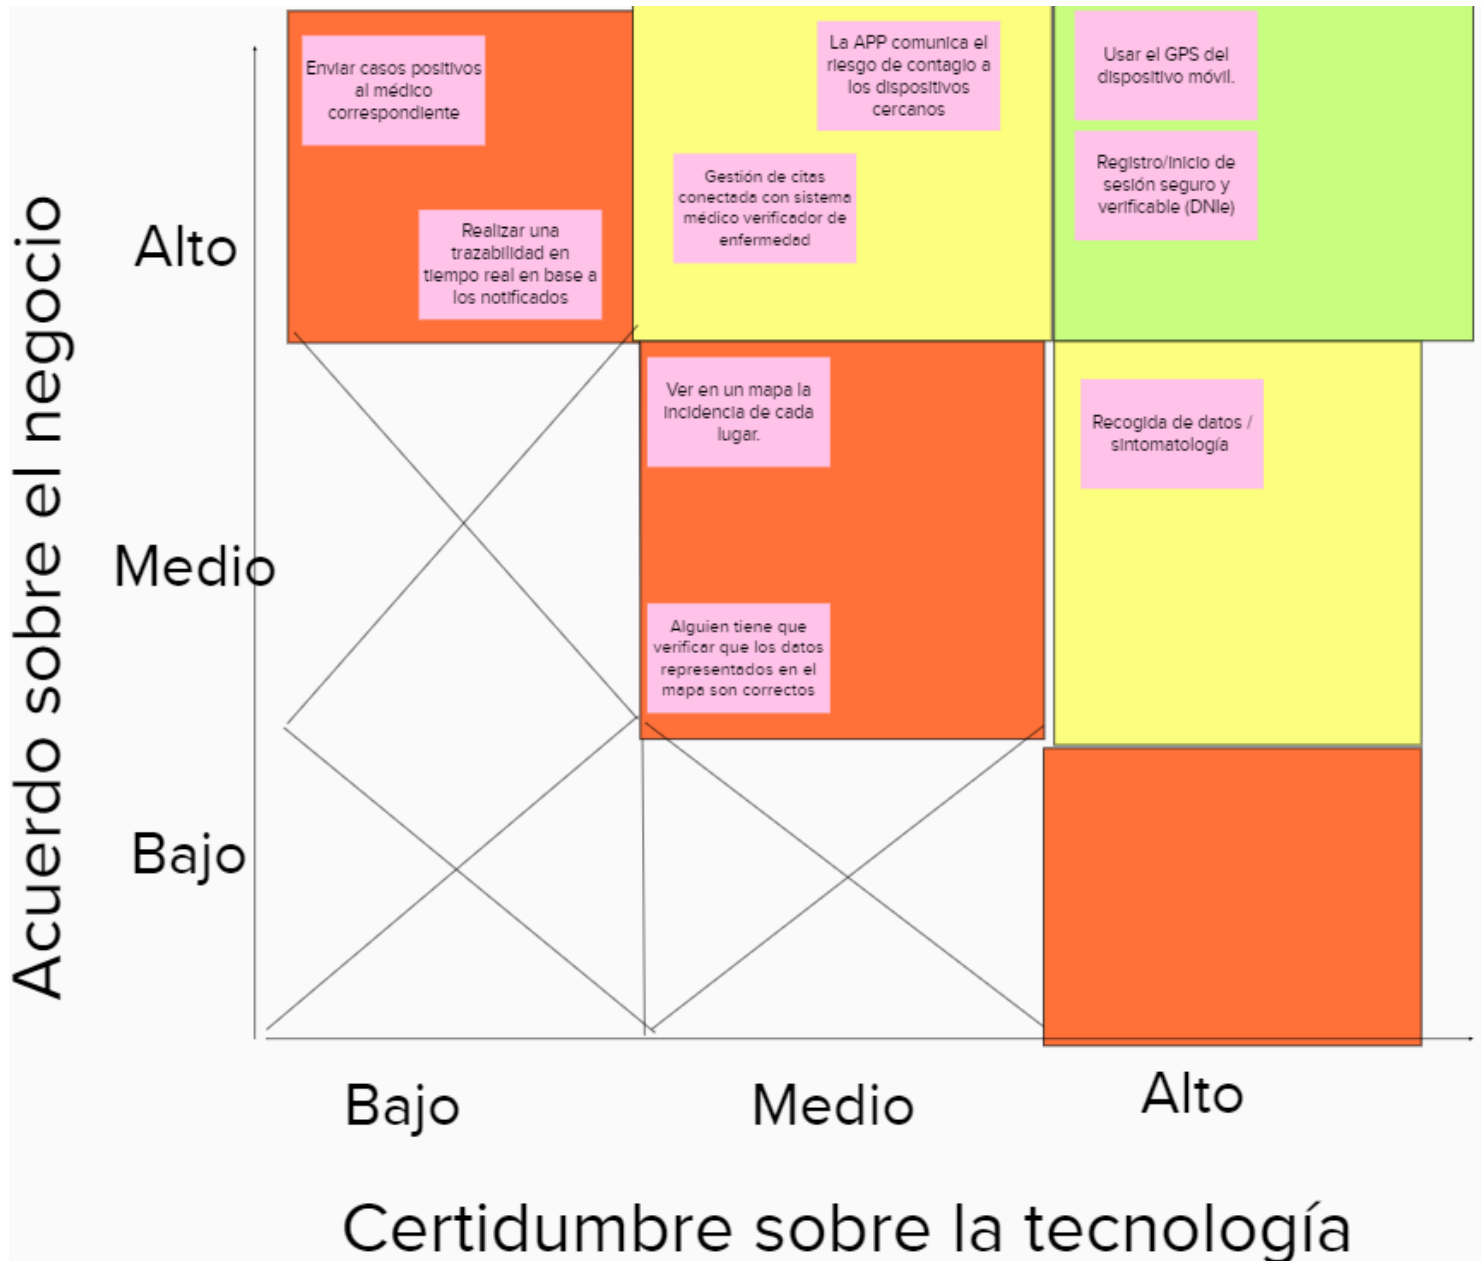 Enviar casos positivos
al médico
correspondiente
La APP comunica el
riesgo de contagio a
los dispositivos
cercanos
Usar el GPS del
dispositivo móvil.
Gestión de citas
conectada con sistema
médico verificador de
enfermedad
Registro/inicio de
sesión seguro y
verificable (DNIe)
Realizar una
trazabilidad en
tiempo real en base a
los notificados
Ver en un mapa la
incidencia de cada
lugar.
Recogida de datos /
sintomatología
Alguien tiene que
verificar que los datos
representados en el
mapa son correctos
Acuerdo sobre el negocio
Alto
Medio
Bajo
Bajo
Medio
Alto
Certidumbre sobre la tecnología